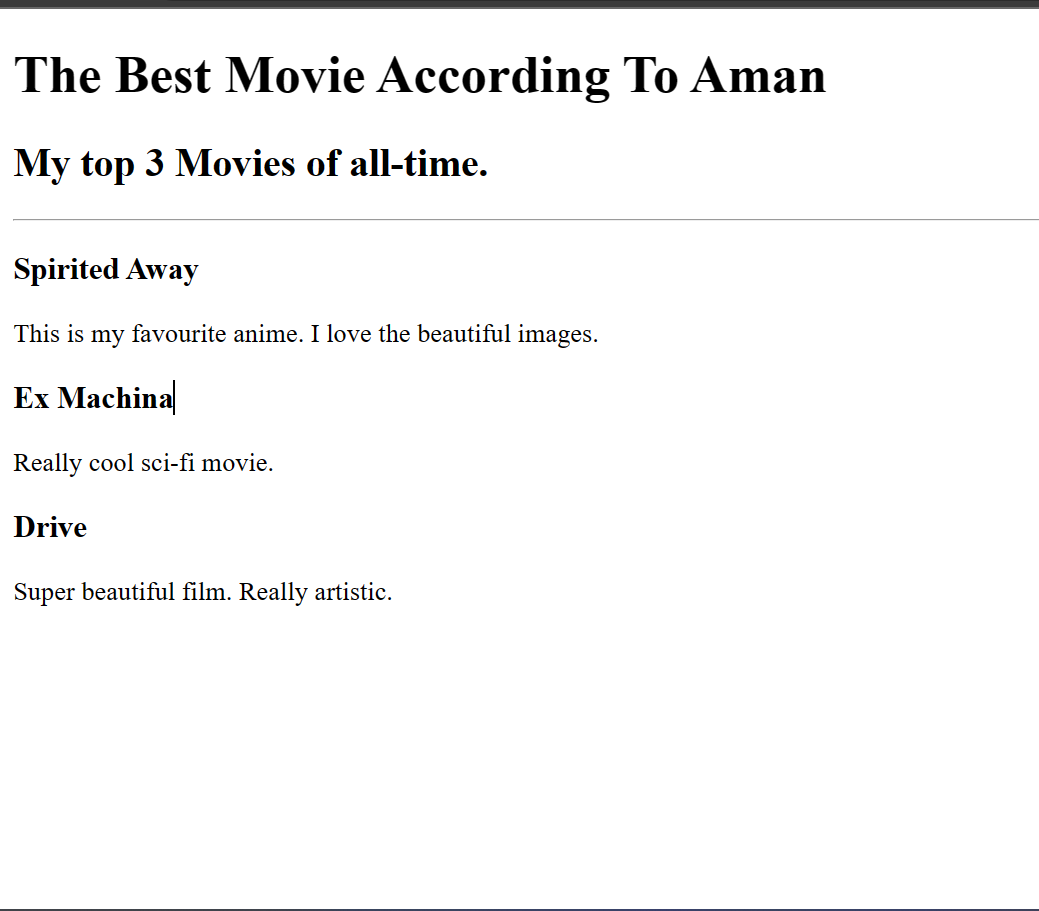 The Best Movie According To Aman
My top 3 Movies of all-time.
Spirited Away
This is my favourite anime. I love the beautiful images.
Ex Machina
Really cool sci-fi movie.
Drive
Super beautiful film. Really artistic.